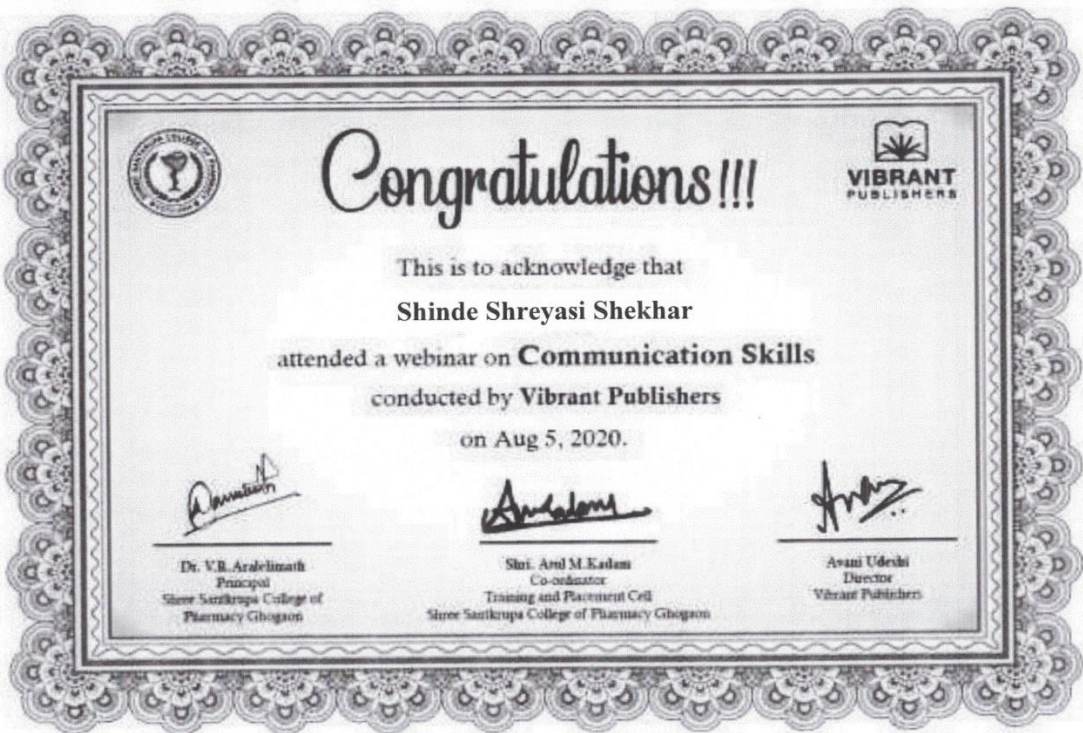 Congratulations!!!
VIBRANT
PUBLISHERS
This is to acknowledge that
Shinde Shreyasi Shekhar
attended a webinar on Communication Skills
conducted by Vibrant Publishers
on Aug 5, 2020.
Dr. V.R. Aralelimath
Principal
Shree Santkrupa College of
Pharmacy Ghogaon
Shri. Amil M.Kadam
Co-ordinator
Training and Placement Cell
Shree Santkrupa College of Pharmacy Ghogaon
Avani Udeshi
Director
Vibrant Publishers